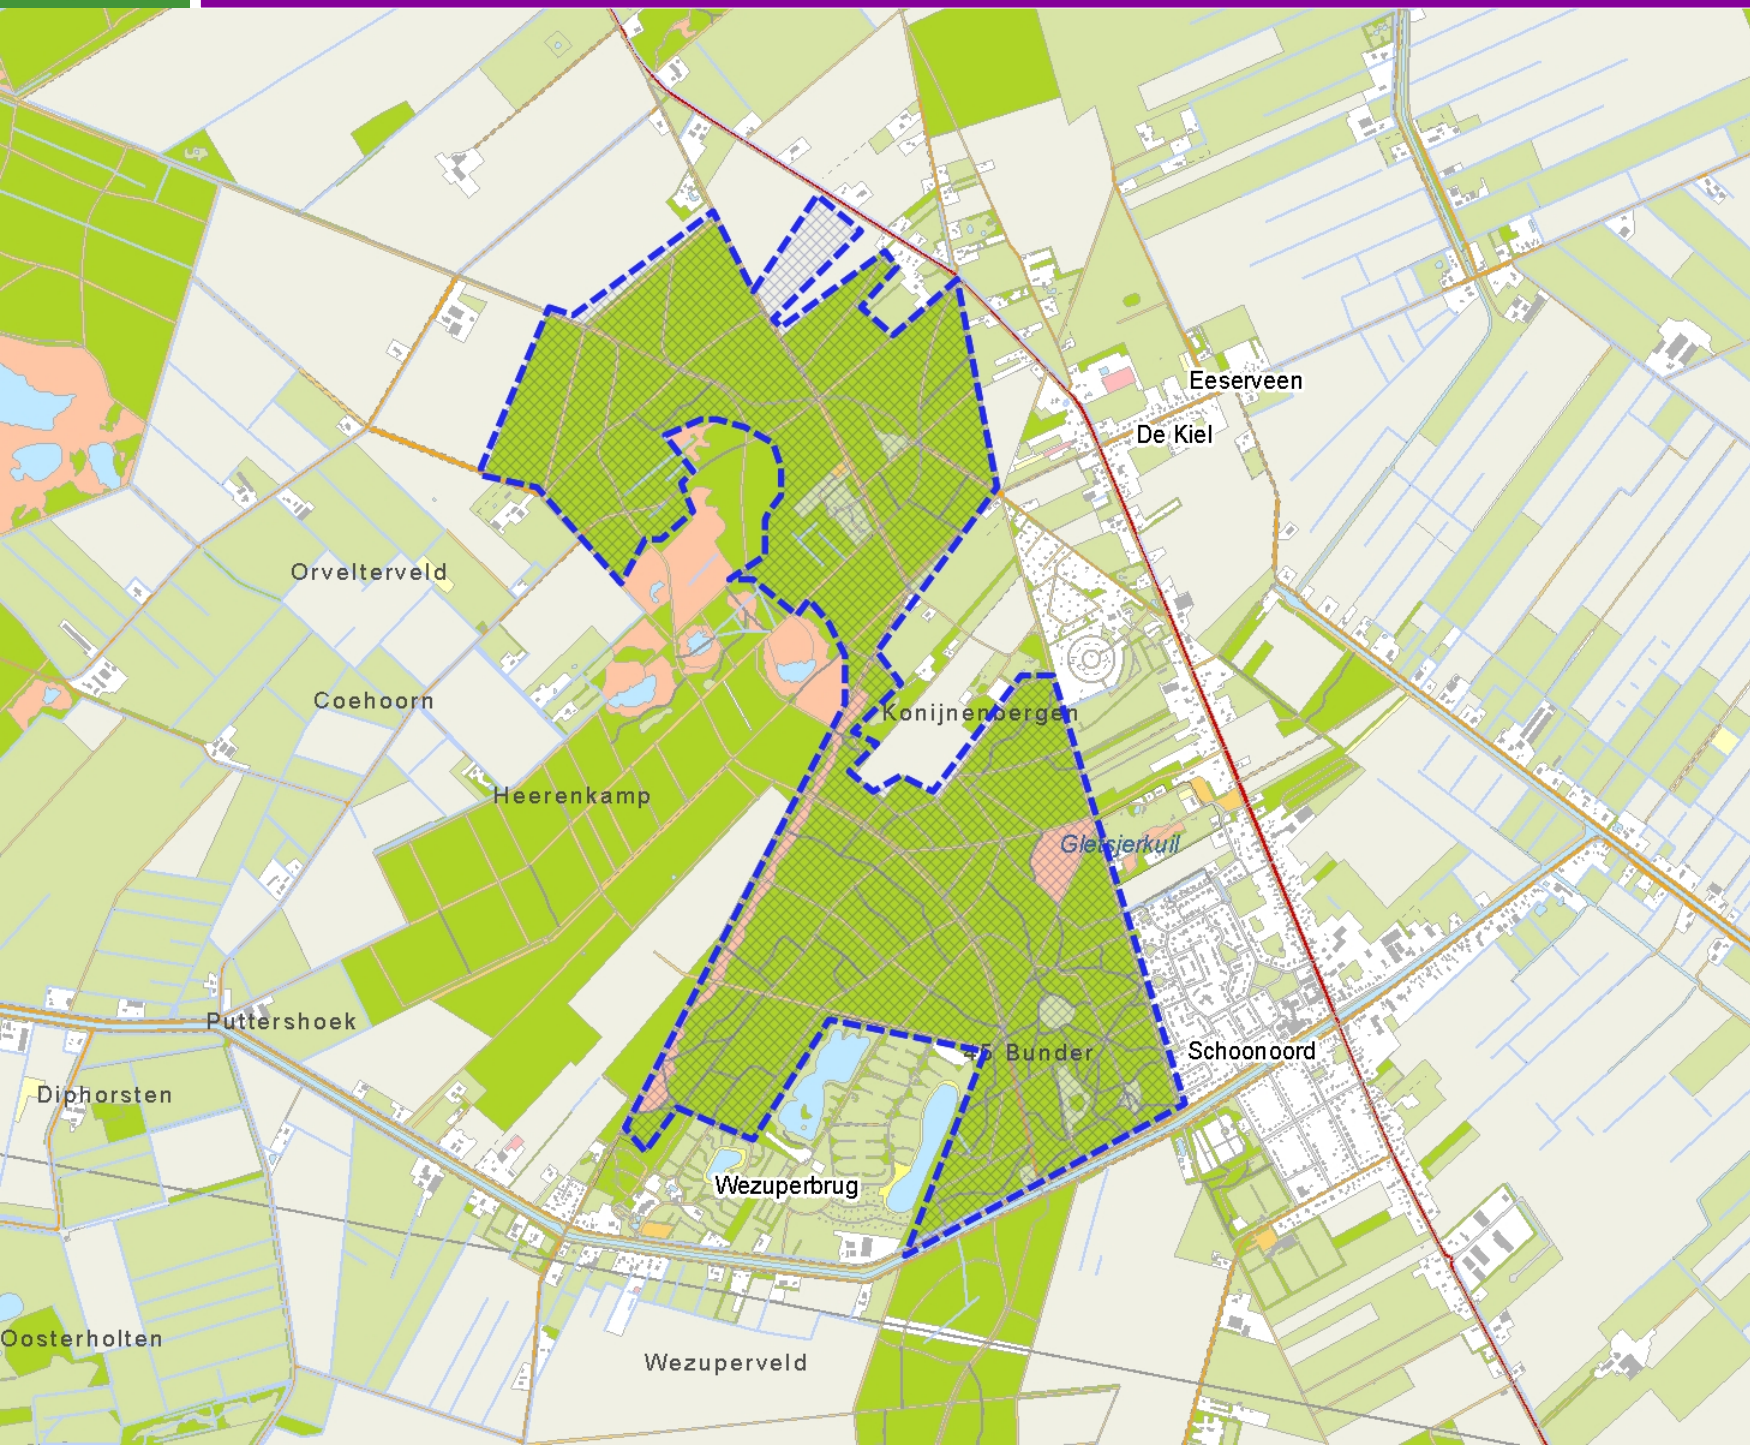 Eeserveen
De Kiel
Orvelterveld
Coehoorn
Konijnenbergen
Heerenkamp
Gletsjerkuil
Puttershoek
45 Bunder
Schoonoord
Diphorsten
Wezuperbrug
Oosterholten
Wezuperveld